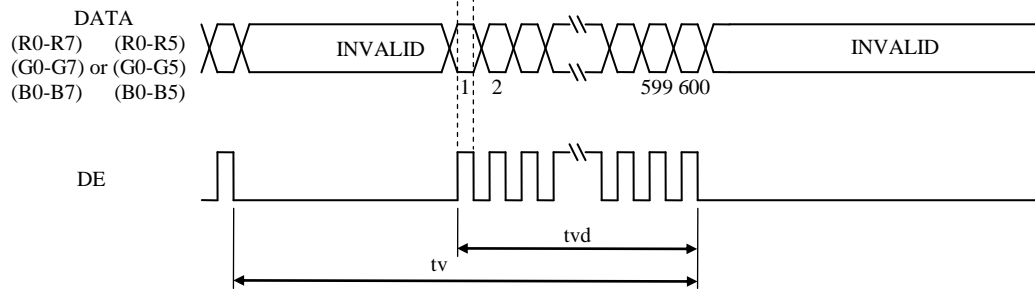 DATA
(R0-R7) (R0-R5)
(G0-G7) or (G0-G5)
(B0-B7) (B0-B5)
INVALID
INVALID
1 2 599 600
DE
tvd
tv